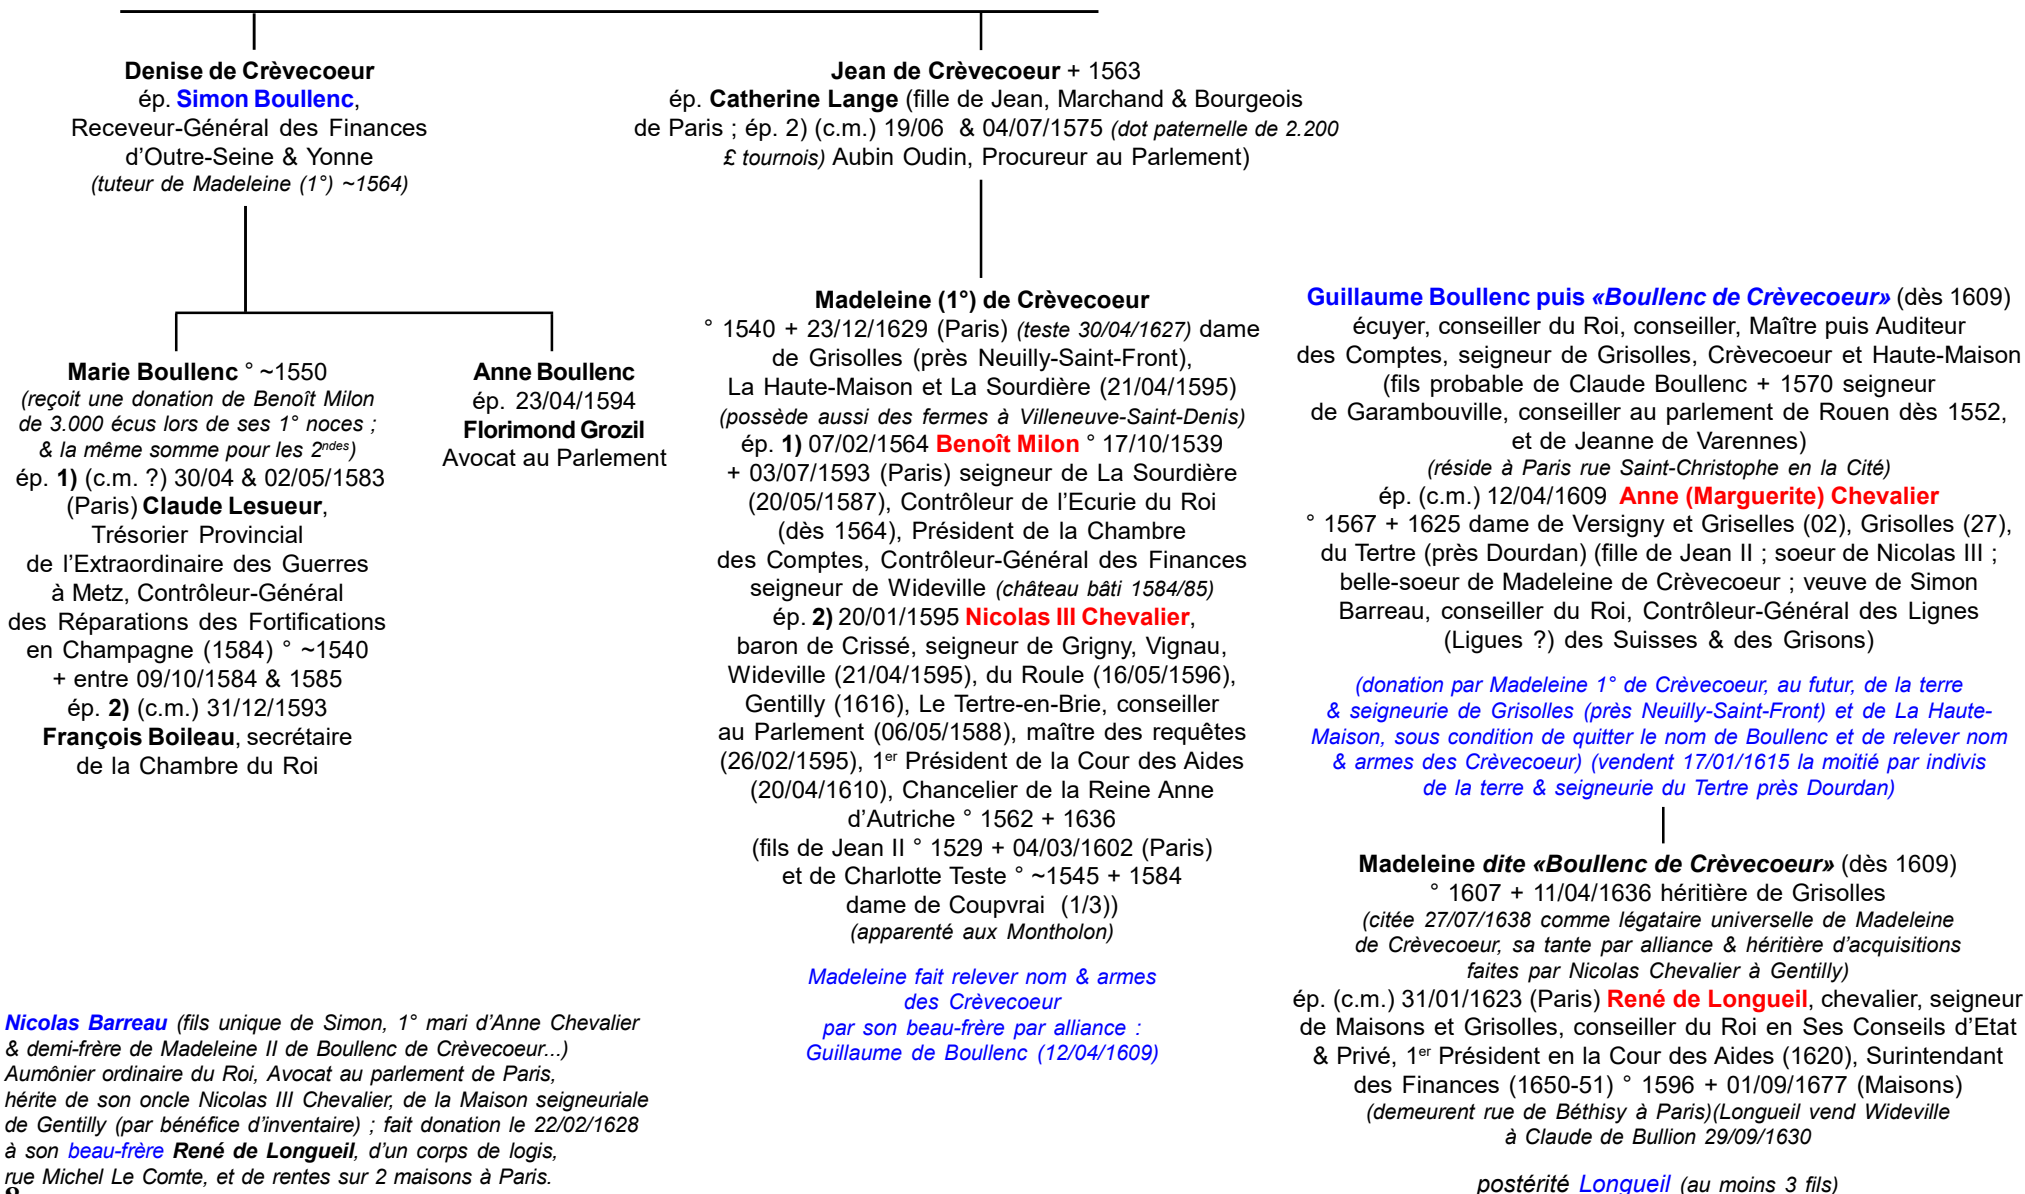 Denise de Crèvecoeur
ép. Simon Boullenc,
Receveur-Général des Finances
d'Outre-Seine & Yonne
(tuteur de Madeleine (1°) ~1564)
Jean de Crèvecoeur + 1563
ép. Catherine Lange (fille de Jean, Marchand & Bourgeois
de Paris ; ép. 2) (c.m.) 19/06 & 04/07/1575 (dot paternelle de 2.200
£ tournois) Aubin Oudin, Procureur au Parlement)
Marie Boullenc ° ~1550
(reçoit une donation de Benoît Milon
de 3.000 écus lors de ses 1° noces ;
& la même somme pour les 2ndes)
ép. 1) (c.m. ?) 30/04 & 02/05/1583
(Paris) Claude Lesueur,
Trésorier Provincial
de l'Extraordinaire des Guerres
à Metz, Contrôleur-Général
des Réparations des Fortifications
en Champagne (1584) ° ~1540
+ entre 09/10/1584 & 1585
ép. 2) (c.m.) 31/12/1593
François Boileau, secrétaire
de la Chambre du Roi
Anne Boullenc
ép. 23/04/1594
Florimond Grozil
Avocat au Parlement
Madeleine (1°) de Crèvecoeur
° 1540 + 23/12/1629 (Paris) (teste 30/04/1627) dame
de Grisolles (près Neuilly-Saint-Front),
La Haute-Maison et La Sourdière (21/04/1595)
(possède aussi des fermes à Villeneuve-Saint-Denis)
ép. 1) 07/02/1564 Benoît Milon ° 17/10/1539
+ 03/07/1593 (Paris) seigneur de La Sourdière
(20/05/1587), Contrôleur de l'Ecurie du Roi
(dès 1564), Président de la Chambre
des Comptes, Contrôleur-Général des Finances
seigneur de Wideville (château bâti 1584/85)
ép. 2) 20/01/1595 Nicolas III Chevalier,
baron de Crissé, seigneur de Grigny, Vignau,
Wideville (21/04/1595), du Roule (16/05/1596),
Gentilly (1616), Le Tertre-en-Brie, conseiller
au Parlement (06/05/1588), maître des requêtes
(26/02/1595), 1er Président de la Cour des Aides
(20/04/1610), Chancelier de la Reine Anne
d'Autriche ° 1562 + 1636
(fils de Jean II ° 1529 + 04/03/1602 (Paris)
et de Charlotte Teste ° ~1545 + 1584
dame de Coupvrai (1/3))
(apparenté aux Montholon)
Madeleine fait relever nom & armes
des Crèvecoeur
par son beau-frère par alliance :
Guillaume de Boullenc (12/04/1609)
Guillaume Boullenc puis «Boullenc de Crèvecoeur» (dès 1609)
écuyer, conseiller du Roi, conseiller, Maître puis Auditeur
des Comptes, seigneur de Grisolles, Crèvecoeur et Haute-Maison
(fils probable de Claude Boullenc + 1570 seigneur
de Garambouville, conseiller au parlement de Rouen dès 1552,
et de Jeanne de Varennes)
(réside à Paris rue Saint-Christophe en la Cité)
ép. (c.m.) 12/04/1609 Anne (Marguerite) Chevalier
° 1567 + 1625 dame de Versigny et Griselles (02), Grisolles (27),
du Tertre (près Dourdan) (fille de Jean II ; soeur de Nicolas III ;
belle-soeur de Madeleine de Crèvecoeur ; veuve de Simon
Barreau, conseiller du Roi, Contrôleur-Général des Lignes
(Ligues ?) des Suisses & des Grisons)
(donation par Madeleine 1° de Crèvecoeur, au futur, de la terre
& seigneurie de Grisolles (près Neuilly-Saint-Front) et de La Haute-
Maison, sous condition de quitter le nom de Boullenc et de relever nom
& armes des Crèvecoeur) (vendent 17/01/1615 la moitié par indivis
de la terre & seigneurie du Tertre près Dourdan)
Madeleine dite «Boullenc de Crèvecoeur» (dès 1609)
° 1607 + 11/04/1636 héritière de Grisolles
(citée 27/07/1638 comme légataire universelle de Madeleine
de Crèvecoeur, sa tante par alliance & héritière d'acquisitions
faites par Nicolas Chevalier à Gentilly)
ép. (c.m.) 31/01/1623 (Paris) René de Longueil, chevalier, seigneur
de Maisons et Grisolles, conseiller du Roi en Ses Conseils d'Etat
& Privé, 1er Président en la Cour des Aides (1620), Surintendant
des Finances (1650-51) ° 1596 + 01/09/1677 (Maisons)
(demeurent rue de Béthisy à Paris)(Longueil vend Wideville
à Claude de Bullion 29/09/1630
postérité Longueil (au moins 3 fils)
Nicolas Barreau (fils unique de Simon, 1° mari d'Anne Chevalier
& demi-frère de Madeleine II de Boullenc de Crèvecoeur...)
Aumônier ordinaire du Roi, Avocat au parlement de Paris,
hérite de son oncle Nicolas III Chevalier, de la Maison seigneuriale
de Gentilly (par bénéfice d'inventaire) ; fait donation le 22/02/1628
à son beau-frère René de Longueil, d'un corps de logis,
rue Michel Le Comte, et de rentes sur 2 maisons à Paris.